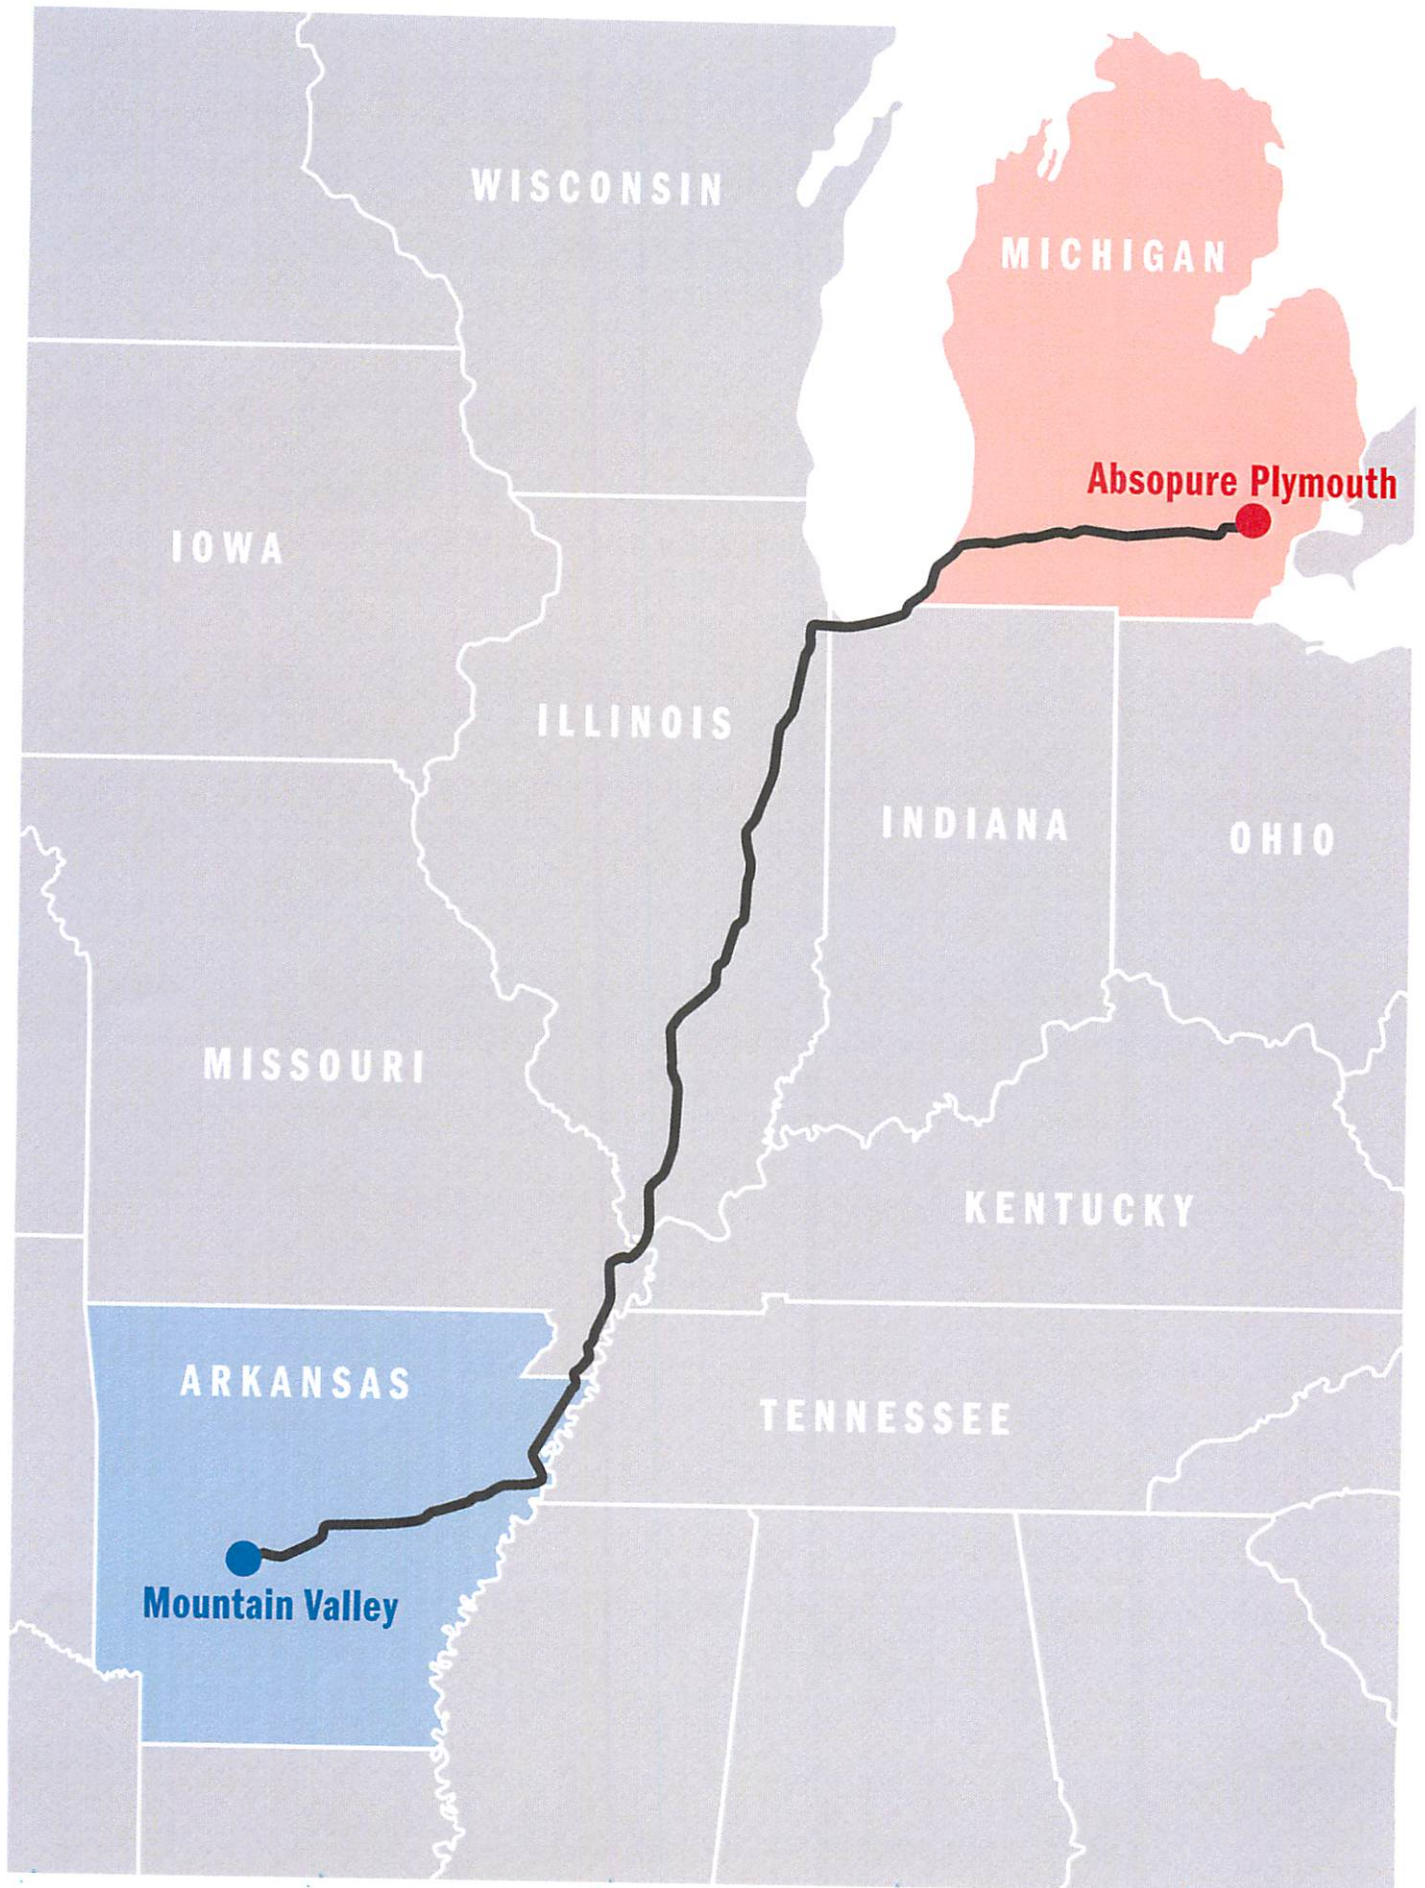 WISCONSIN
MICHIGAN
Absopure Plymouth
IOWA
ILLINOIS
INDIANA
OHIO
MISSOURI
KENTUCKY
ARKANSAS
TENNESSEE
Mountain Valley